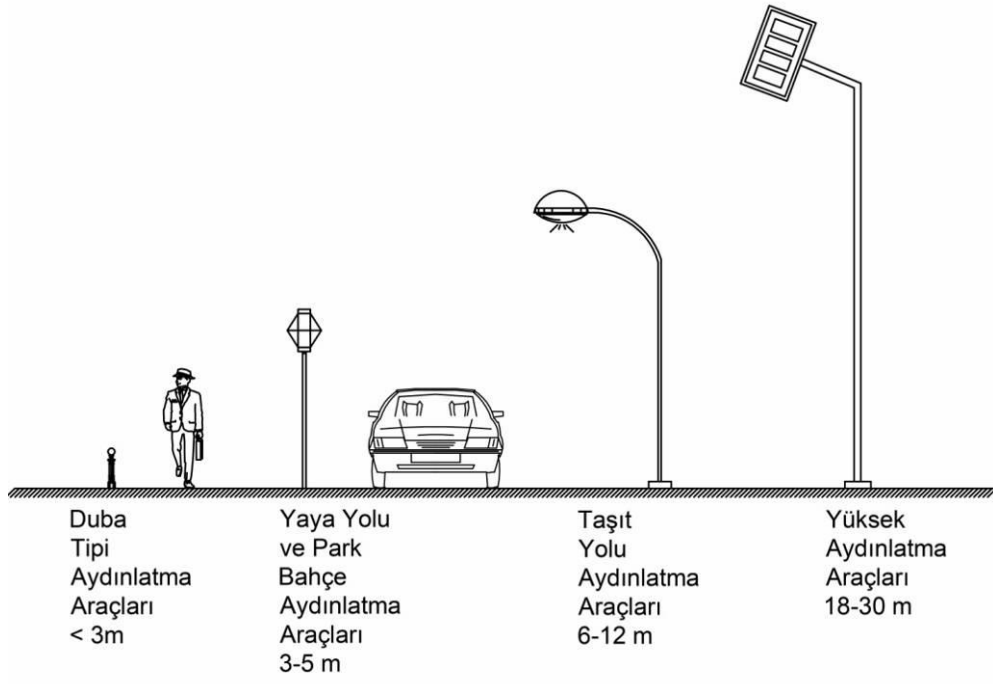 Duba
Tipi
Aydınlatma
Araçları
< 3m
Yaya Yolu
ve Park
Bahçe
Aydınlatma
Araçları
3-5 m
Taşıt
Yolu
Aydınlatma
Araçları
6-12 m
Yüksek
Aydınlatma
Araçları
18-30 m